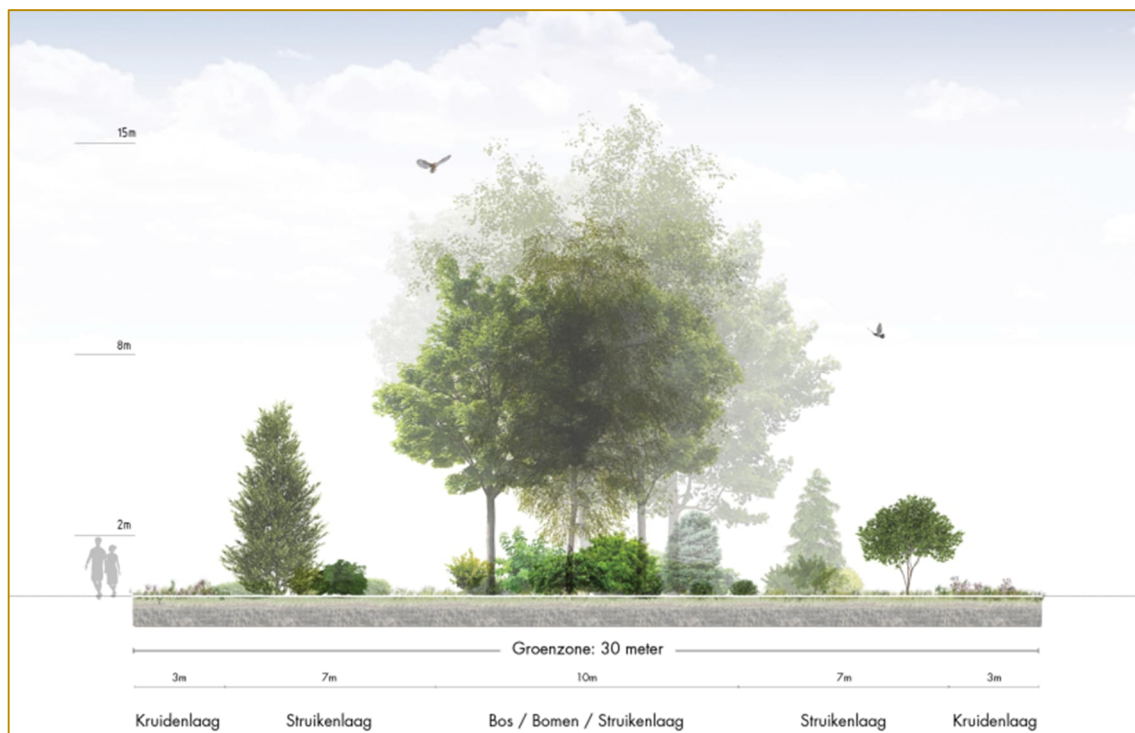 15m
8m
2m
Groenzone: 30 meter
3m 7m 10m 7m 3m
Kruidenlaag Struikenlaag Bos / Bomen / Struikenlaag Struikenlaag Kruidenlaag